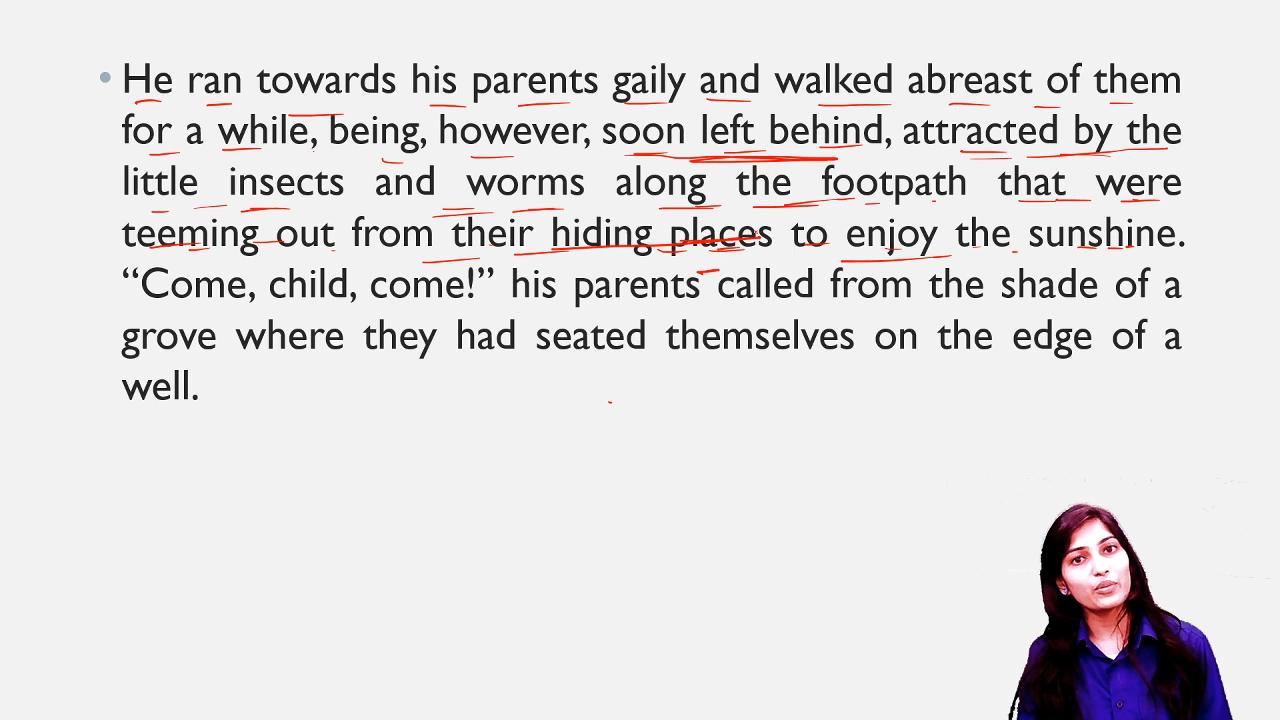 • He ran towards his parents gaily and walked abreast of them
for a while, being, however, soon left behind, attracted by the
little insects and worms along the footpath that were
teeming out from their hiding places to enjoy the sunshine.
“Come, child, come!” his parents called from the shade of a
grove where they had seated themselves on the edge of a
well.